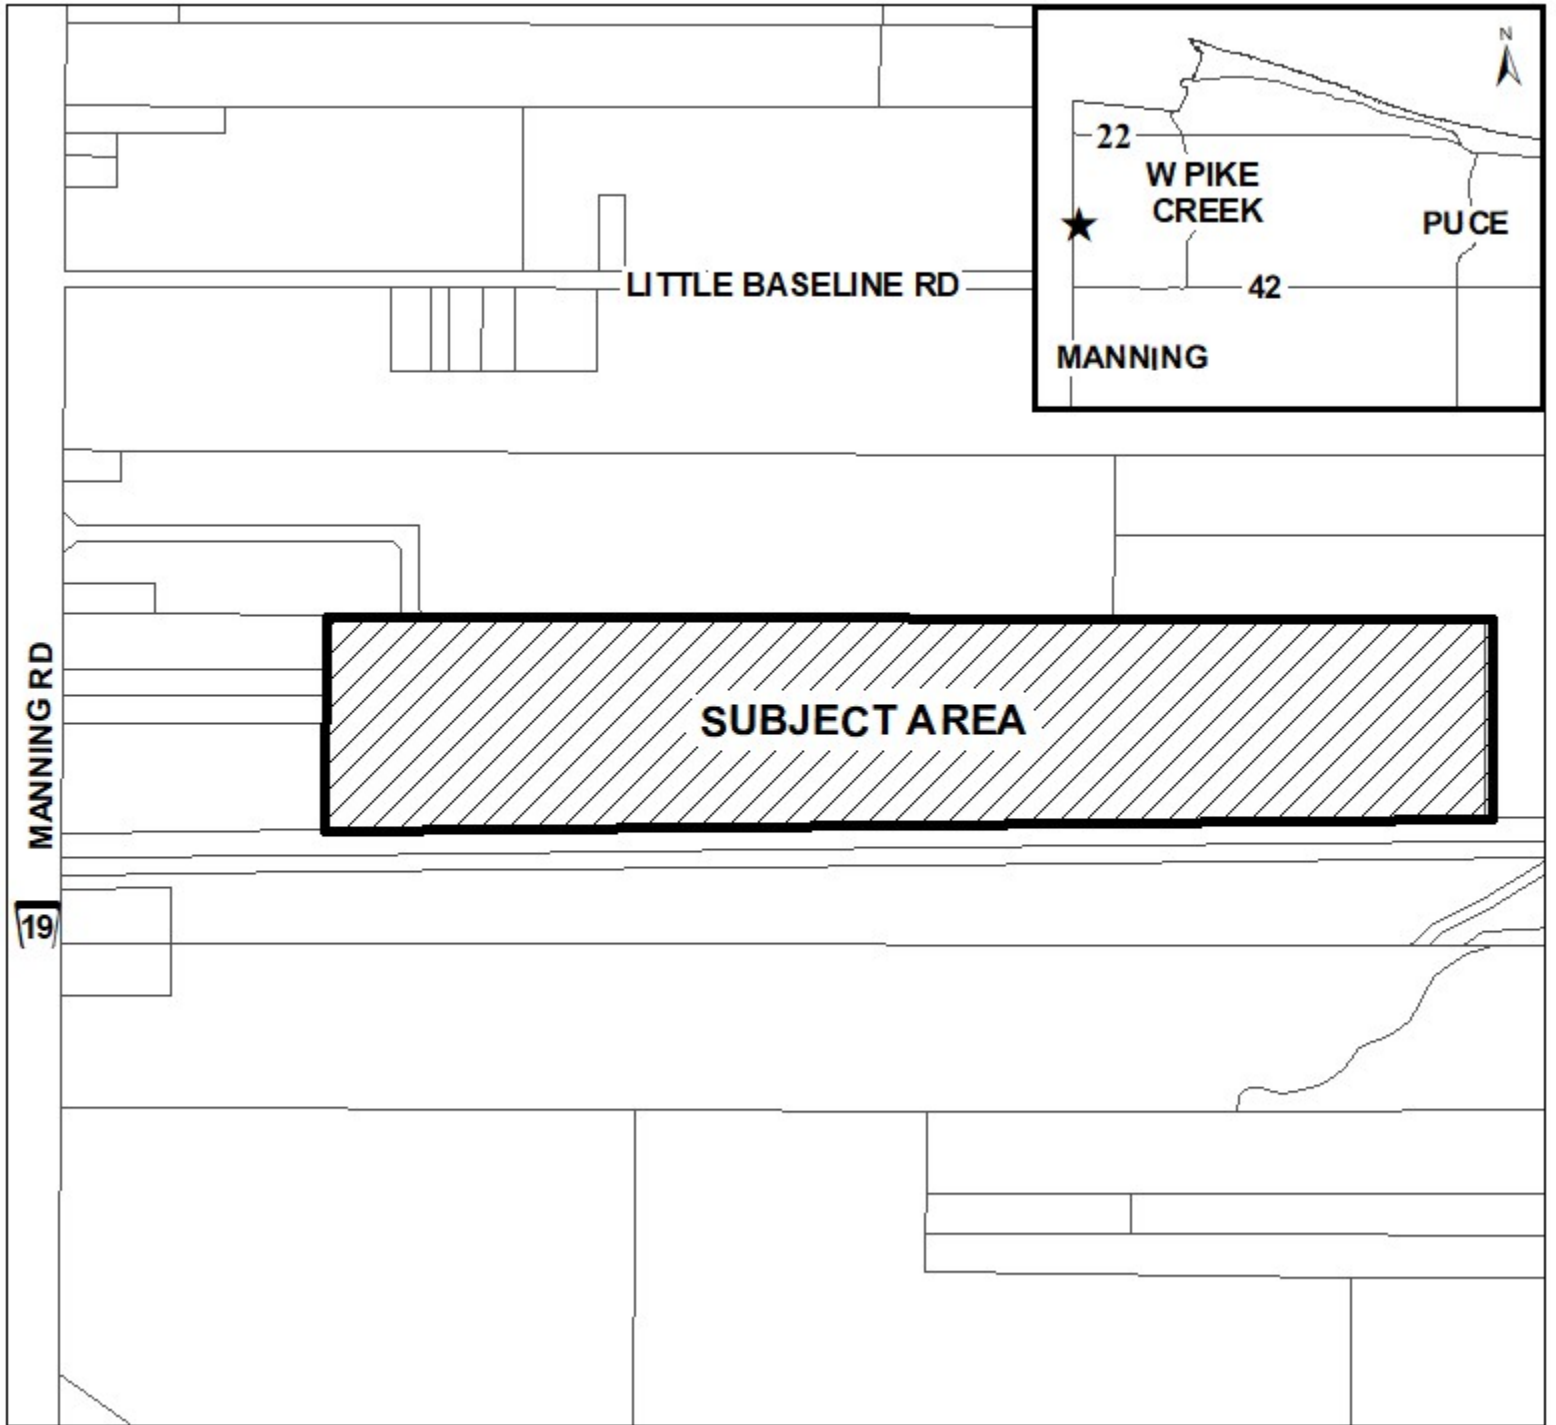 N
22
W PIKE
CREEK
PUCE
42
MANNING
LITTLE BASELINE RD
MANNING RD
SUBJECT AREA
19